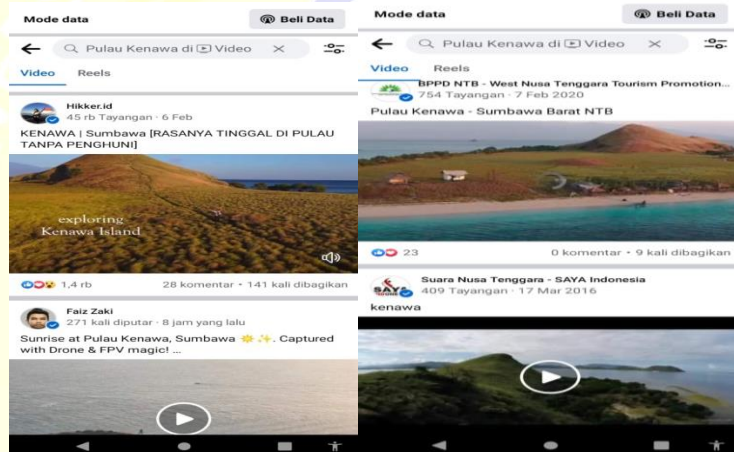 Mode data
Beli Data
Pulau Kenawa di Video
Video Reels
Hikker.id
45 rb Tayangan · 6 Feb
KENAWA | Sumbawa [RASANYA TINGGAL DI PULAU
TANPA PENGHUNI]
exploring
Kenawa Island
1,4 rb
28 komentar • 141 kali dibagikan
Faiz Zaki
271 kali diputar · 8 jam yang lalu
Sunrise at Pulau Kenawa, Sumbawa 🌞✨. Captured
with Drone & FPV magic! ...
Mode data
Beli Data
Pulau Kenawa di Video
Video Reels
BPPD NTB - West Nusa Tenggara Tourism Promotion...
754 Tayangan · 7 Feb 2020
Pulau Kenawa - Sumbawa Barat NTB
23
0 komentar • 9 kali dibagikan
SAYA
Suara Nusa Tenggara - SAYA Indonesia
409 Tayangan · 17 Mar 2016
kenawa